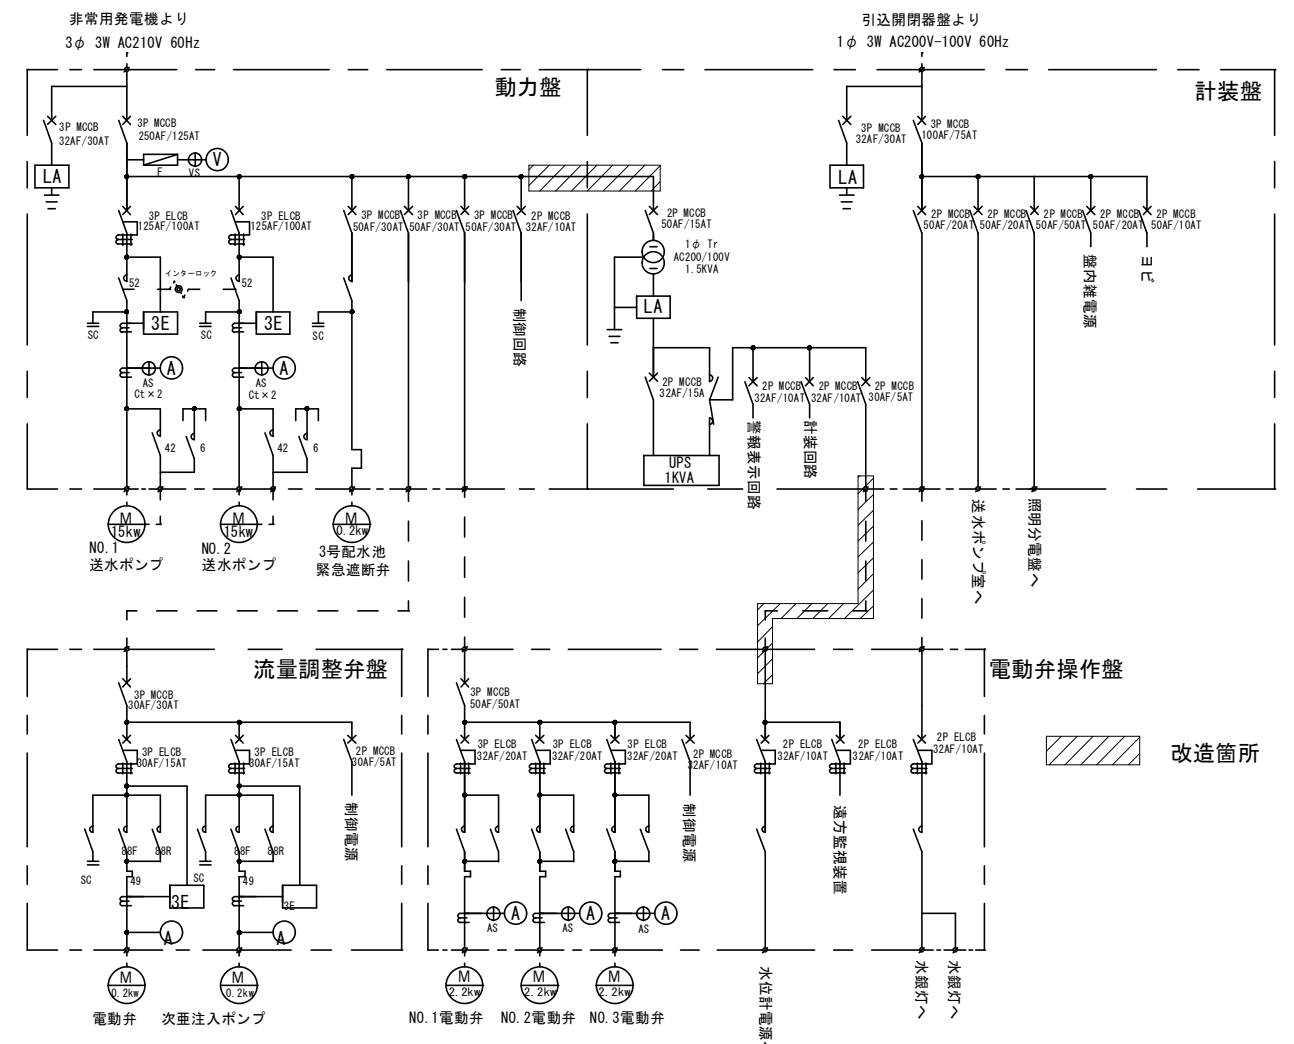 非常用発電機より
3φ 3W AC210V 60Hz
引込開閉器盤より
1φ 3W AC200V-100V 60Hz
動力盤
計装盤
3P MCCB
32AF/30AT
3P MCCB
250AF/125AT
3P MCCB
32AF/30AT
3P MCCB
100AF/75AT
LA
F
VS
V
LA
3P ELCB
125AF/100AT
3P ELCB
125AF/100AT
3P MCCB
50AF/30AT
3P MCCB
50AF/30AT
3P MCCB
50AF/30AT
2P MCCB
32AF/10AT
2P MCCB
50AF/15AT
2P MCCB
50AF/20AT
2P MCCB
50AF/20AT
2P MCCB
50AF/50AT
2P MCCB
50AF/20AT
2P MCCB
50AF/10AT
1φ Tr
AC200/100V
1.5KVA
LA
盤内雑電源
ヨビ
52
インターロック
52
SC
3E
SC
3E
SC
制御回路
AS
Ct×2
A
AS
Ct×2
A
2P MCCB
32AF/15A
2P MCCB
32AF/10AT
2P MCCB
32AF/10AT
2P MCCB
30AF/5AT
42
6
42
6
警報表示回路
計装回路
UPS
1KVA
M
15kw
NO.1
送水ポンプ
M
15kw
NO.2
送水ポンプ
M
0.2kw
3号配水池
緊急遮断弁
送水ポンプ室へ
照明分電盤へ
流量調整弁盤
電動弁操作盤
改造箇所
3P MCCB
30AF/30AT
3P MCCB
50AF/50AT
3P ELCB
30AF/15AT
3P ELCB
30AF/15AT
2P MCCB
30AF/5AT
3P ELCB
32AF/20AT
3P ELCB
32AF/20AT
3P ELCB
32AF/20AT
2P MCCB
32AF/10AT
2P ELCB
32AF/10AT
2P ELCB
32AF/10AT
2P ELCB
32AF/10AT
制御電源
制御電源
遠方監視装置
SC
88F
88R
49
3E
A
SC
88F
88R
49
3E
A
AS
A
AS
A
AS
A
M
0.2kw
電動弁
M
0.2kw
次亜注入ポンプ
M
2.2kw
NO.1電動弁
M
2.2kw
NO.2電動弁
M
2.2kw
NO.3電動弁
水位計電源へ
水銀灯へ
水銀灯へ